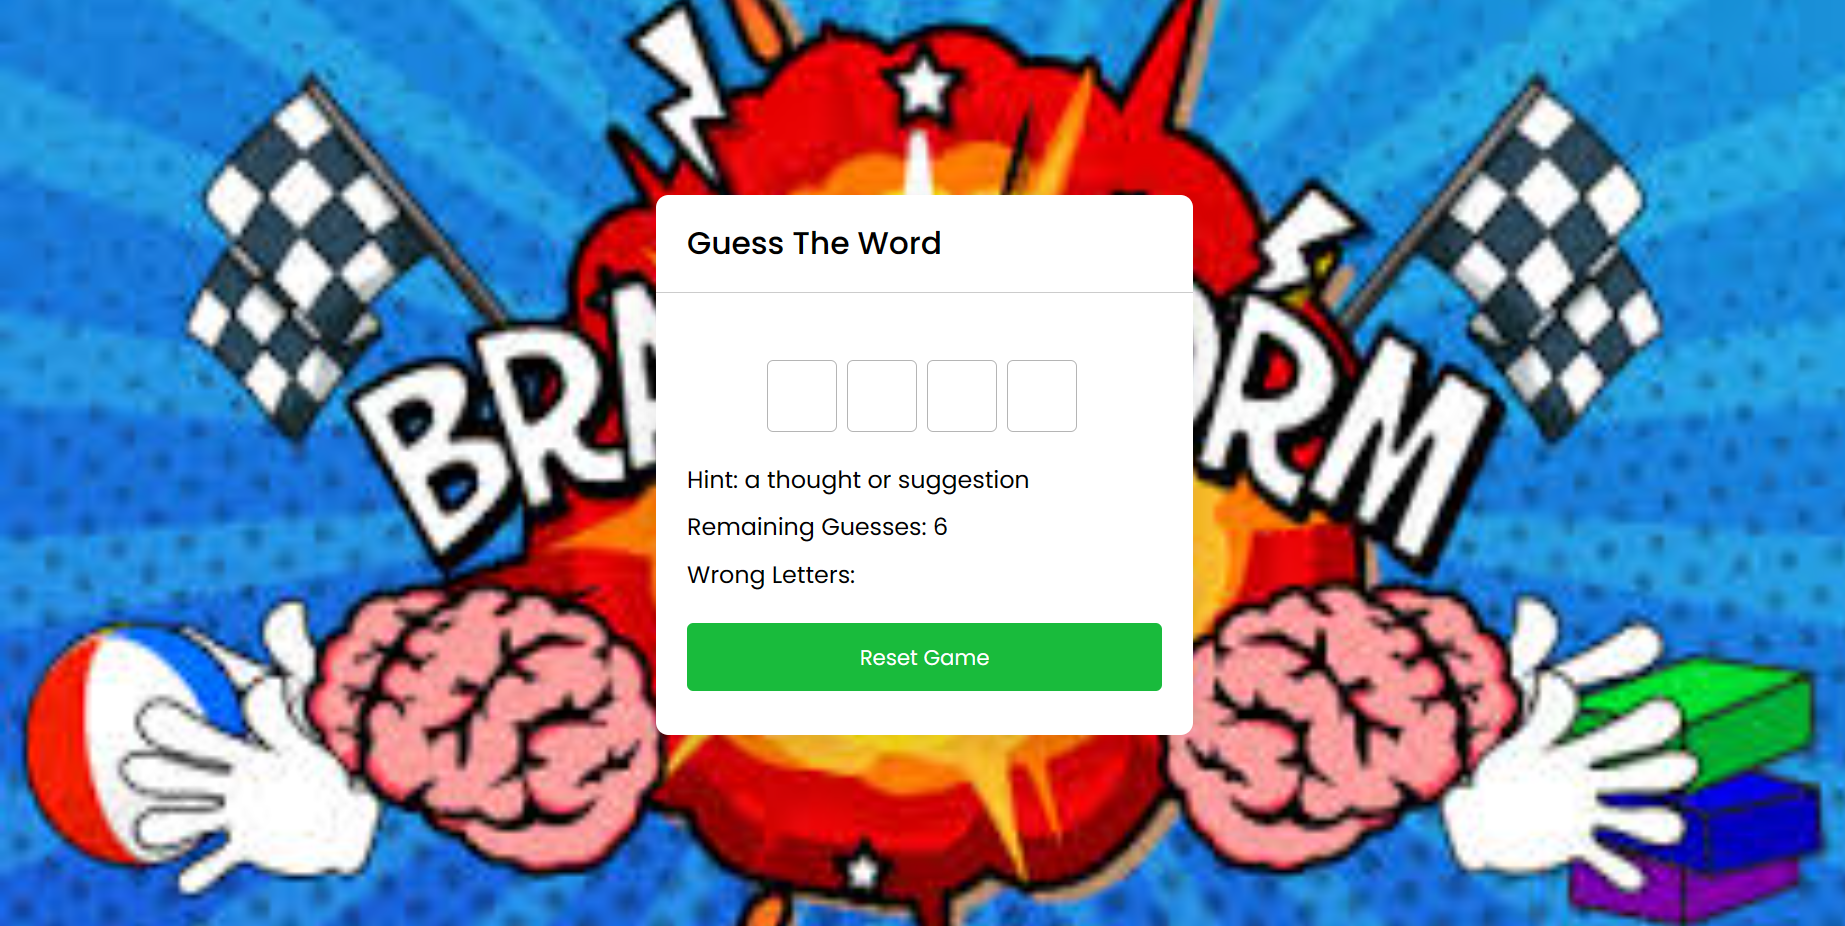 BRA RM
Guess The Word
Hint: a thought or suggestion
Remaining Guesses: 6
Wrong Letters:
Reset Game